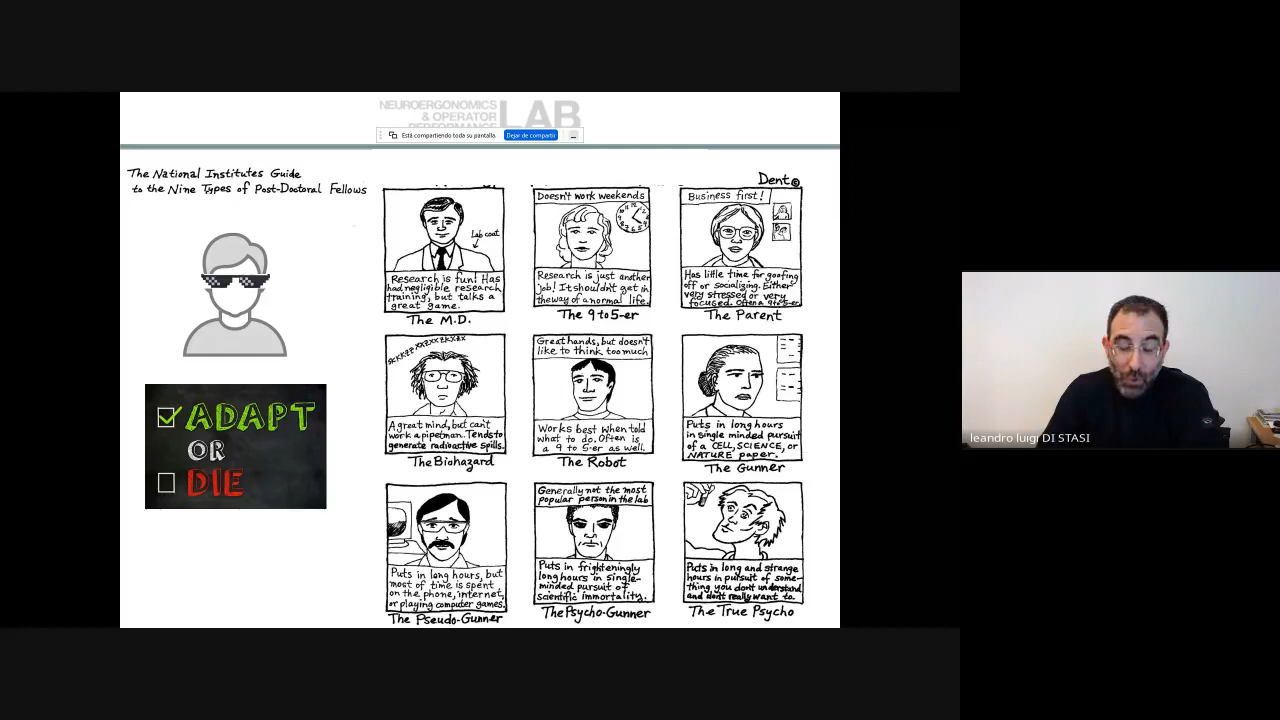 NEUROERGONOMICS
& OPERATOR
PERFORMANCE
LAB
Está compartiendo toda su pantalla.
Dejar de compartir
The National Institutes Guide
to the Nine Types of Post-Doctoral Fellows
Dent©
Lab coat
Research is fun! Has
had negligible research
training, but talks a
great game.
The M.D.
Doesn't work weekends
Research is just another
job! It shouldn't get in
the way of a normal life.
The 9 to 5-er
Business first!
Has little time for goofing
off or socializing. Either
very stressed or very
focused. Often a 9 to 5-er
The Parent
A great mind, but can't
work a pipetman. Tends to
generate radioactive spills.
The Biohazard
Great hands, but doesn't
like to think too much
Works best when told
what to do. Often is
a 9 to 5-er as well.
The Robot
Puts in long hours
in single minded pursuit
of a CELL, SCIENCE, or
NATURE paper.
The Gunner
Puts in long hours, but
most of time is spent
on the phone, internet,
or playing computer games.
The Pseudo-Gunner
Generally not the most
popular person in the lab
Puts in frighteningly
long hours in single-
minded pursuit of
scientific immortality.
The Psycho-Gunner
Puts in long and strange
hours in pursuit of some-
thing you don't understand
and don't really want to.
The True Psycho
ADAPT
OR
DIE
leandro luigi DI STASI